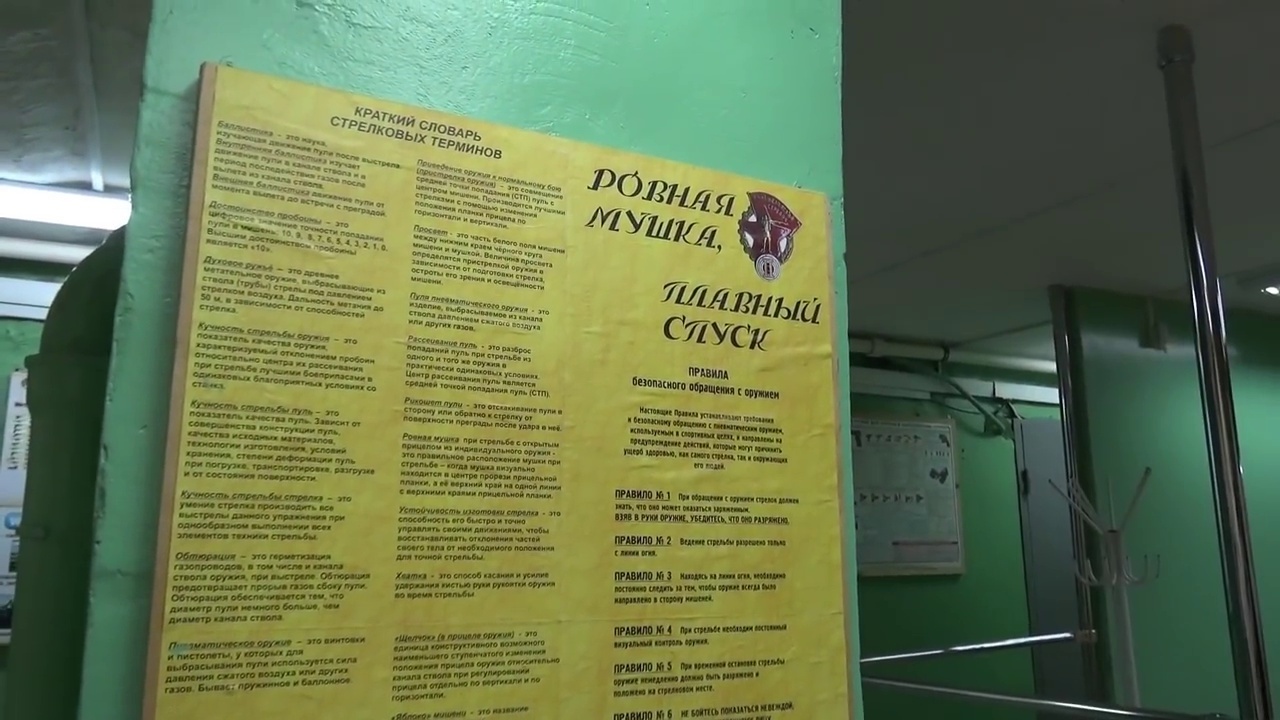 КРАТКИЙ СЛОВАРЬ
СТРЕЛКОВЫХ ТЕРМИНОВ
Баллистика - это наука,
изучающая движение пули после выстрела.
Внутренняя баллистика изучает
движение пули в канале ствола и в
период последействия газов после
вылета из канала ствола.
Внешняя баллистика движение пули от
момента вылета до встречи с преградой.
Достоинство пробоины – это
цифровое значение точности попадания
пули в мишень: 10, 9, 8, 7, 6, 5, 4, 3, 2, 1, 0.
Высшим достоинством пробоины
является «10».
Духовое ружьё – это древнее
метательное оружие, выбрасывающие из
ствола (трубы) стрелы под давлением
стрелком воздуха. Дальность метания до
50 м, в зависимости от способностей
стрелка.
Кучность стрельбы оружия – это
показатель качества оружия,
характеризуемый отклонением пробоин
относительно центра их рассеивания
при стрельбе лучшими боеприпасами в
одинаковых благоприятных условиях со
станка.
Кучность стрельбы пуль – это
показатель качества пуль. Зависит от
совершенства конструкции пуль,
качества исходных материалов,
технологии изготовления, условий
хранения, степени деформации пуль
при погрузке, транспортировке, разгрузке
и от состояния поверхности.
Кучность стрельбы стрелка – это
умение стрелка производить все
выстрелы данного упражнения при
однообразном выполнении всех
элементов техники стрельбы.
Обтюрация – это герметизация
газопроводов, в том числе и канала
ствола оружия, при выстреле. Обтюрация
предотвращает прорыв газов сбоку пули.
Обтюрация обеспечивается тем, что
диаметр пули немного больше, чем
диаметр канала ствола.
Пневматическое оружие – это винтовки
и пистолеты, у которых для
выбрасывания пули используется сила
давления сжатого воздуха или других
газов. Бывает пружинное и баллонное
Приведение оружия к нормальному бою
(пристрелка оружия) - это совмещение
средней точки попадания (СТП) пуль с
центром мишени. Производится лучшими
стрелками с помощью изменения
положения планки прицела по
горизонтали и вертикали.
Просвет - это часть белого поля мишени
между нижним краем чёрного круга
мишени и мушкой. Величина просвета
определятся пристрелкой оружия в
зависимости от подготовки стрелка,
остроты его зрения и освещённости
мишени.
Пули пневматического оружия - это
изделие, выбрасываемое из канала
ствола давлением сжатого воздуха
или других газов.
Рассеивание пуль - это разброс
попаданий пуль при стрельбе из
одного и того же оружия в
практически одинаковых условиях.
Центр рассеивания пуль является
средней точкой попадания пуль (СТП).
Рикошет пули - это отскакивание пули в
сторону или обратно к стрелку от
поверхности преграды после удара в неё.
Ровная мушка при стрельбе с открытым
прицелом из индивидуального оружия -
это правильное расположение мушки при
стрельбе – когда мушка визуально
находится в центре прорези прицельной
планки, а её верхний край на одной линии
с верхними краями прицельной планки.
Устойчивость изготовки стрелка - это
способность его быстро и точно
управлять своими движениями, чтобы
восстанавливать отклонения частей
своего тела от необходимого положения
для точной стрельбы.
Хватка - это способ касания и усилие
удержания кистью руки рукоятки оружия
во время стрельбы
«Щелчок» (в прицеле оружия) - это
единица конструктивного возможного
наименьшего ступенчатого изменения
положения прицела оружия относительно
канала ствола при регулировании
прицела отдельно по вертикали и по
горизонтали.
«Яблоко» мишени - это название
РОВНАЯ
МУШКА,
ПЛАВНЫЙ
СПУСК
ПРАВИЛА
безопасного обращения с оружием
Настоящие Правила устанавливают требования
к безопасному обращению с пневматическим оружием,
используемым в спортивных целях, и направлены на
предупреждение действий, которые могут причинить
ущерб здоровью, как самого стрелка, так и окружающих
его людей.
ПРАВИЛО № 1 При обращении с оружием стрелок должен
знать, что оно может оказаться заряженным.
ВЗЯВ В РУКИ ОРУЖИЕ, УБЕДИТЕСЬ, ЧТО ОНО РАЗРЯЖЕНО.
ПРАВИЛО № 2 Ведение стрельбы разрешено только
с линии огня.
ПРАВИЛО № 3 Находясь на линии огня, необходимо
постоянно следить за тем, чтобы оружие всегда было
направлено в сторону мишеней.
ПРАВИЛО № 4 При стрельбе необходим постоянный
визуальный контроль оружия.
ПРАВИЛО № 5 При временной остановке стрельбы
оружие немедленно должно быть разряжено и
положено на стрелковом месте.
ПРАВИЛО № 6 НЕ БОЙТЕСЬ ПОКАЗАТЬСЯ НЕВЕЖДОЙ,